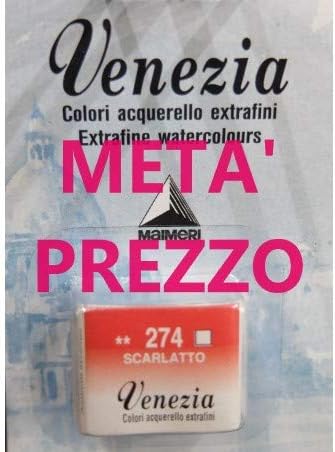 Venezia
Colori acquerello extrafini
Extrafine watercolours
META'
MAIMERI
PREZZO
** 274
SCARLATTO
Venezia
Colori acquerello extrafini